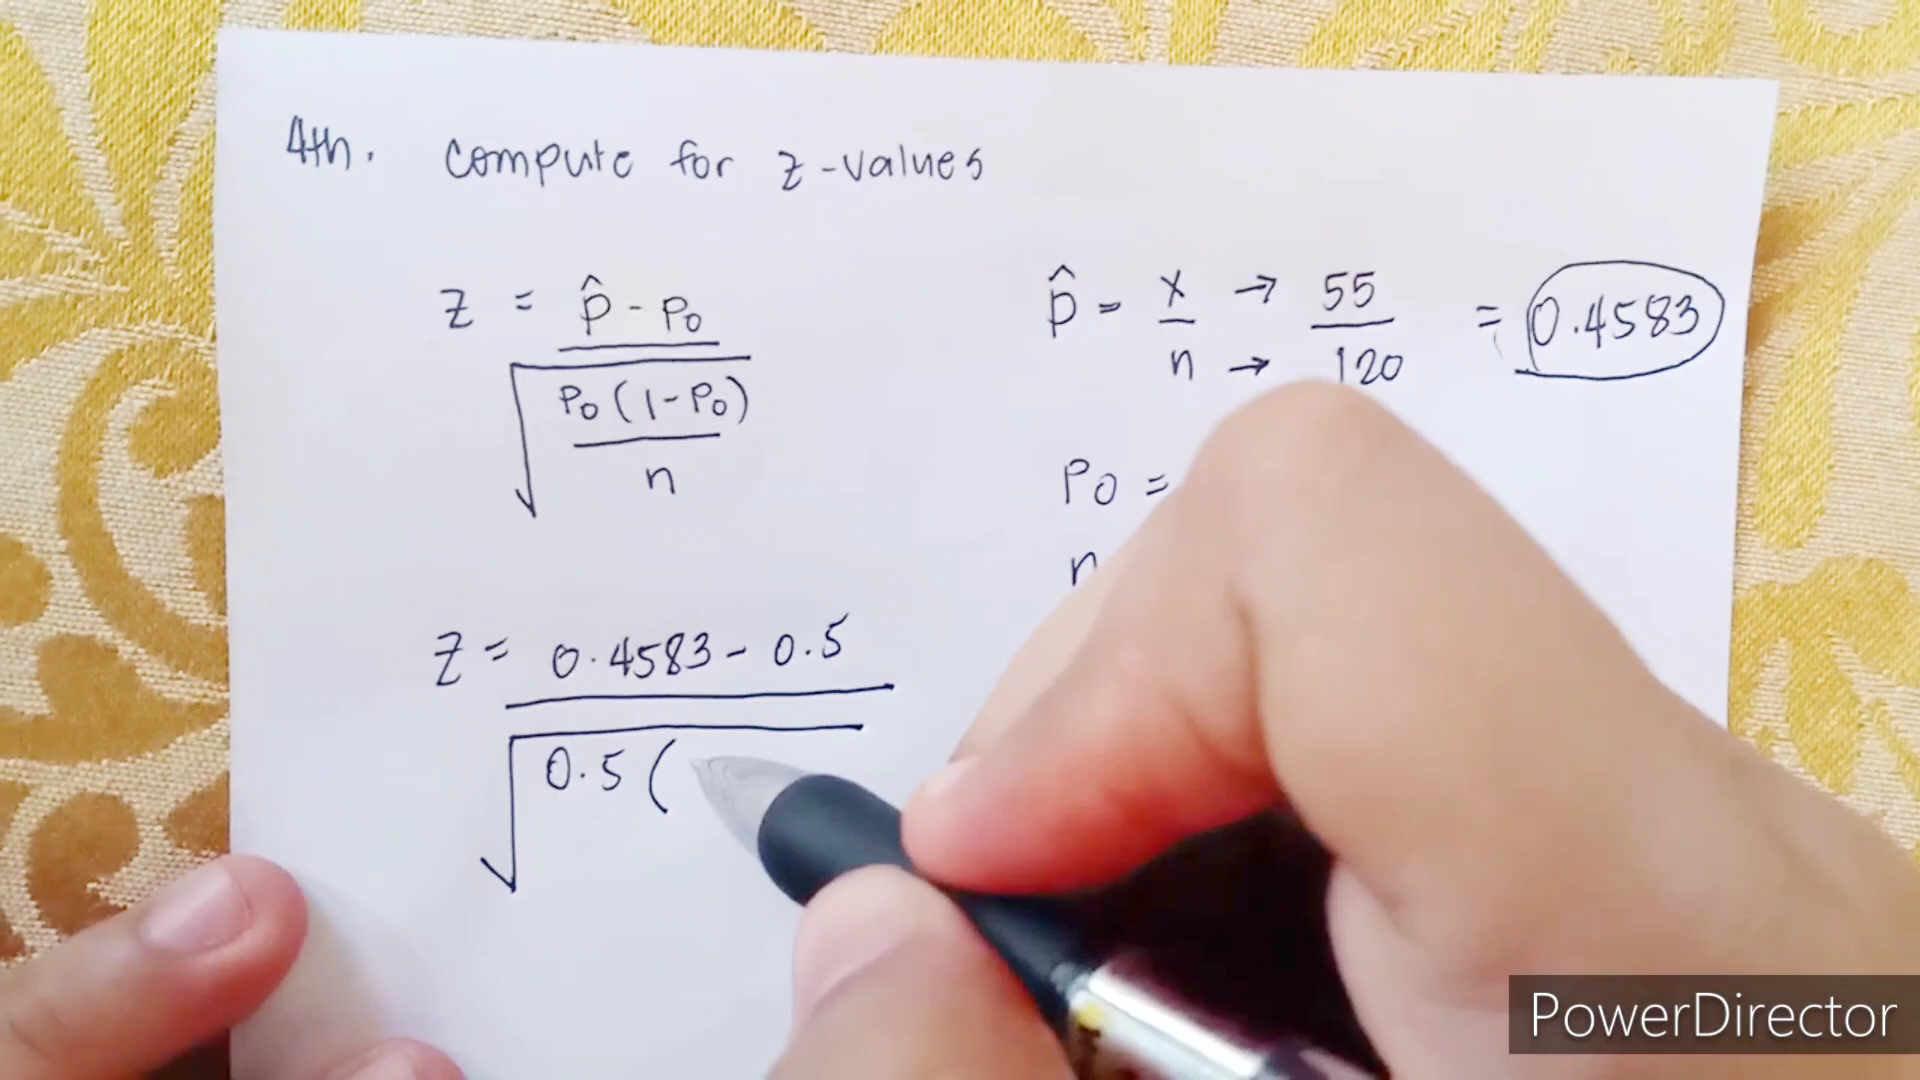 4th. Compute for z-values
z = p̂ - p₀
√ p₀ (1 - p₀)
n
p̂ = x → 55 = 0.4583
n → 120
p₀ =
n
z = 0.4583 - 0.5
√ 0.5 (
PowerDirector